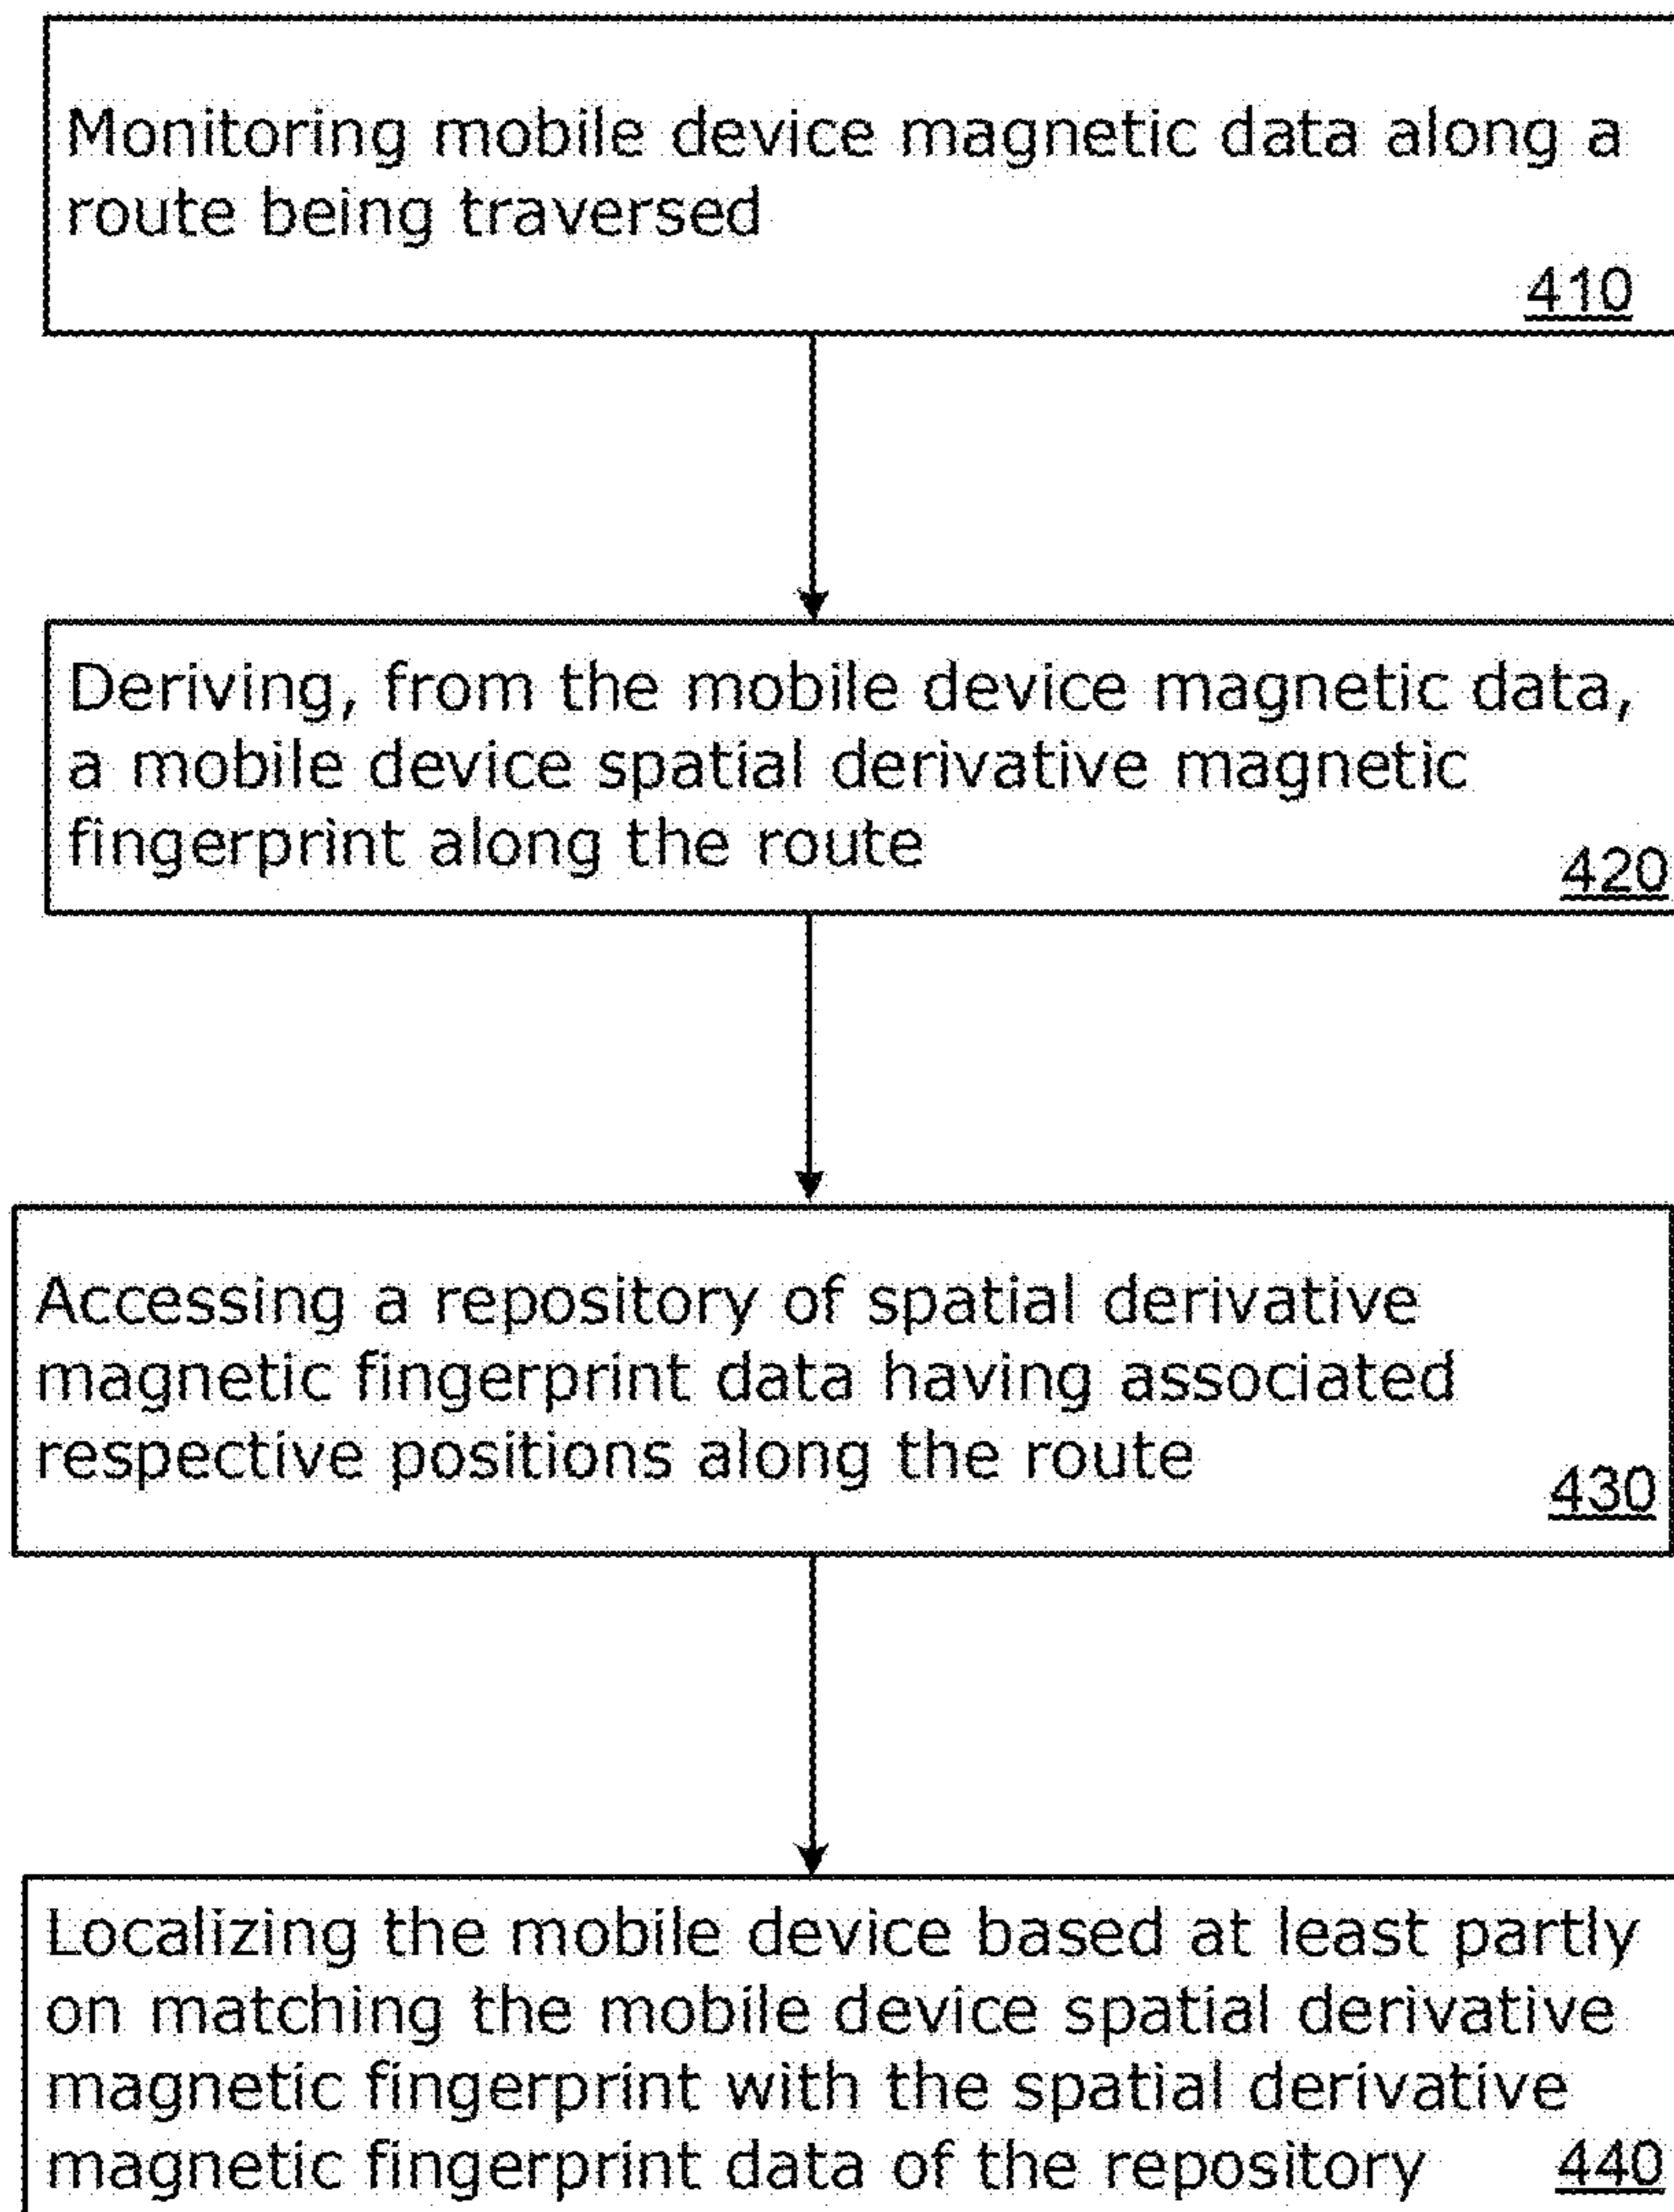 Monitoring mobile device magnetic data along a
route being traversed
410
Deriving, from the mobile device magnetic data,
a mobile device spatial derivative magnetic
fingerprint along the route
420
Accessing a repository of spatial derivative
magnetic fingerprint data having associated
respective positions along the route
430
Localizing the mobile device based at least partly
on matching the mobile device spatial derivative
magnetic fingerprint with the spatial derivative
magnetic fingerprint data of the repository 440